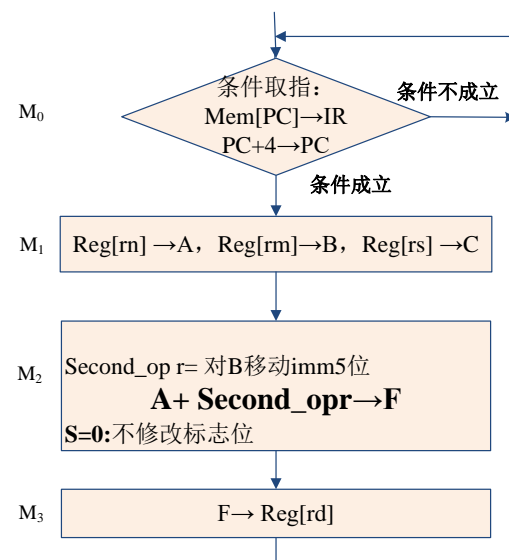 条件取指：
Mem[PC]→IR
PC+4→PC
条件不成立
M₀
条件成立
M₁
Reg[rn] →A，Reg[rm]→B，Reg[rs] →C
M₂
Second_op r= 对B移动imm5位
A+ Second_opr→F
S=0:不修改标志位
M₃
F→ Reg[rd]